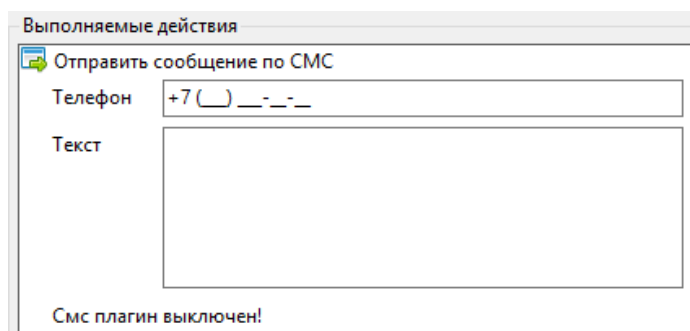 Выполняемые действия
Отправить сообщение по СМС
Телефон +7 (___) ___-__-__
Текст
Смс плагин выключен!